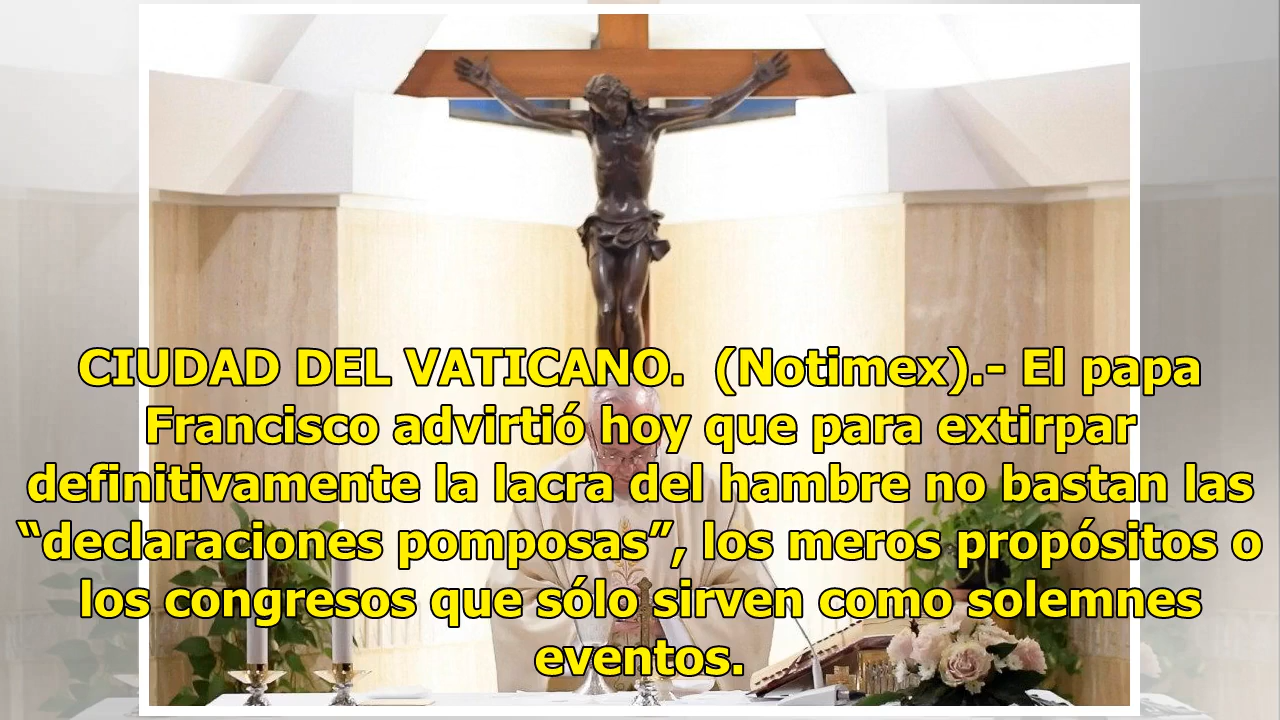 CIUDAD DEL VATICANO.  (Notimex).- El papa
Francisco advirtió hoy que para extirpar
definitivamente la lacra del hambre no bastan las
“declaraciones pomposas”, los meros propósitos o
los congresos que sólo sirven como solemnes
eventos.